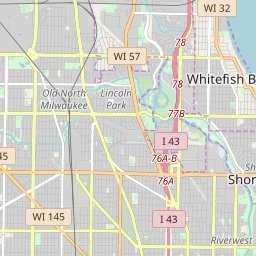 WI 32
78
WI 57
78
Whitefish B
Old North
Milwaukee
Lincoln
Park
77B
I 43
45
76A-B
Sh
76A
Shor
WI 145
I 43
Riverwest